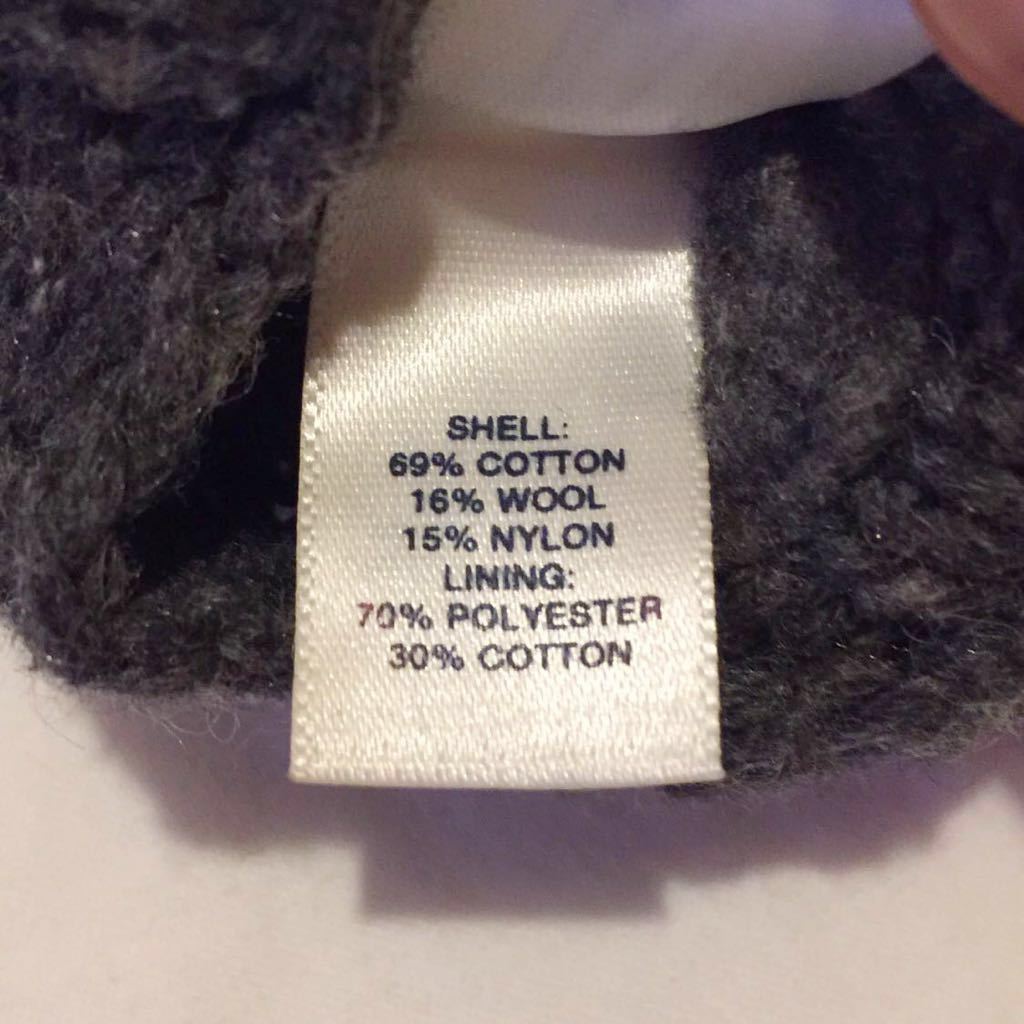 SHELL:
69% COTTON
16% WOOL
15% NYLON
LINING:
70% POLYESTER
30% COTTON